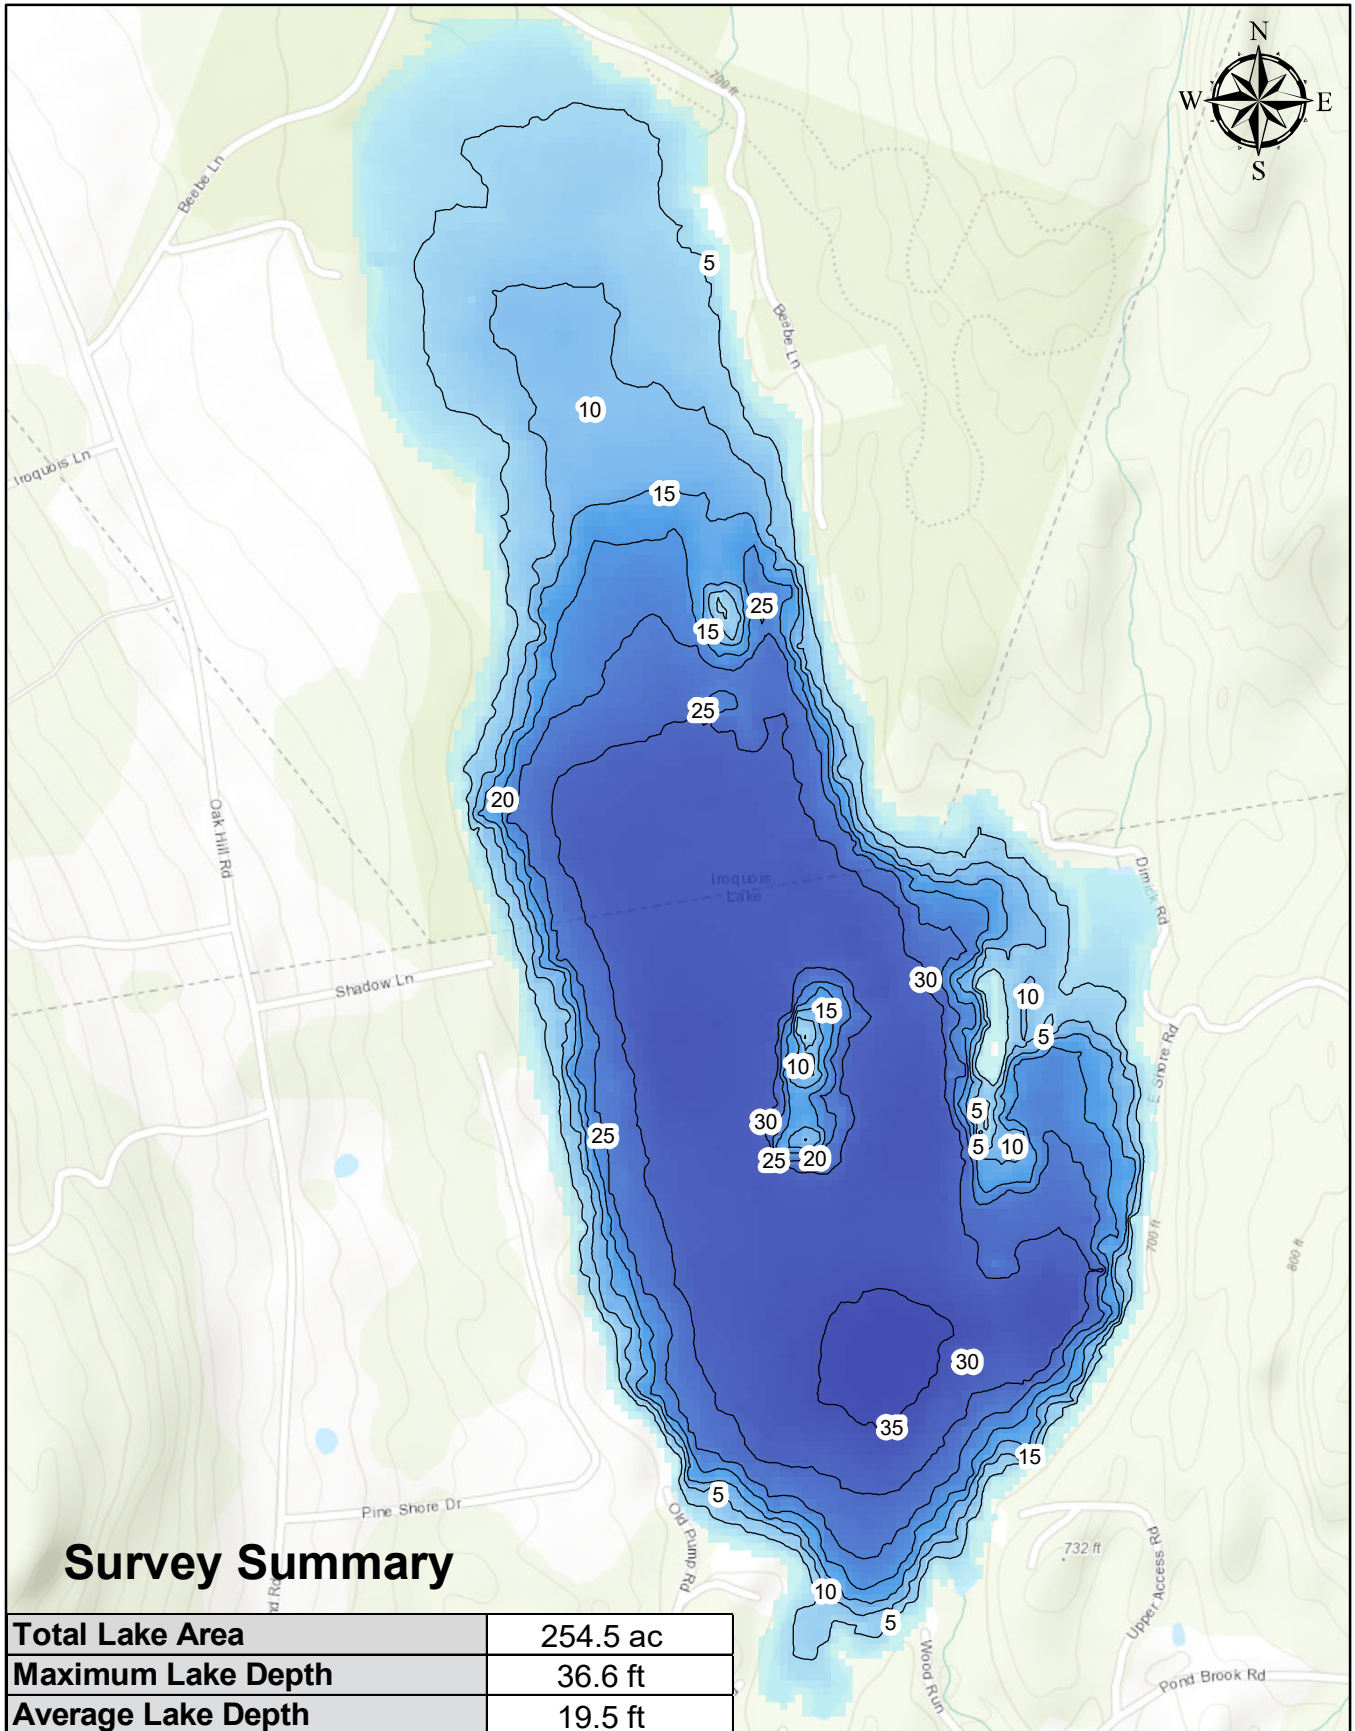 N
W E
S
700 ft
Beebe Ln
5
Beebe Ln
10
Iroquois Ln
15
25
15
25
20
Oak Hill Rd
Iroquois
Lake
Dimick Rd
30
Shadow Ln
10
15
5
E Shore Rd
10
5
30
25
5
10
25
20
700 ft
800 ft
30
35
15
5
Pine Shore Dr
Old Pump Rd
732 ft
Upper Access Rd
Survey Summary
10
5
Wood Run
Pond Brook Rd
Total Lake Area 254.5 ac
Maximum Lake Depth 36.6 ft
Average Lake Depth 19.5 ft